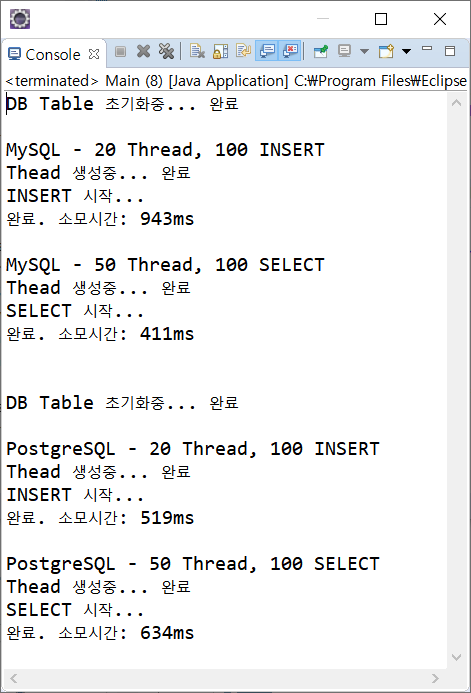 Console
<terminated> Main (8) [Java Application] C:₩Program Files₩Eclipse
DB Table 초기화중... 완료
MySQL - 20 Thread, 100 INSERT
Thead 생성중... 완료
INSERT 시작...
완료. 소모시간: 943ms
MySQL - 50 Thread, 100 SELECT
Thead 생성중... 완료
SELECT 시작...
완료. 소모시간: 411ms
DB Table 초기화중... 완료
PostgreSQL - 20 Thread, 100 INSERT
Thead 생성중... 완료
INSERT 시작...
완료. 소모시간: 519ms
PostgreSQL - 50 Thread, 100 SELECT
Thead 생성중... 완료
SELECT 시작...
완료. 소모시간: 634ms